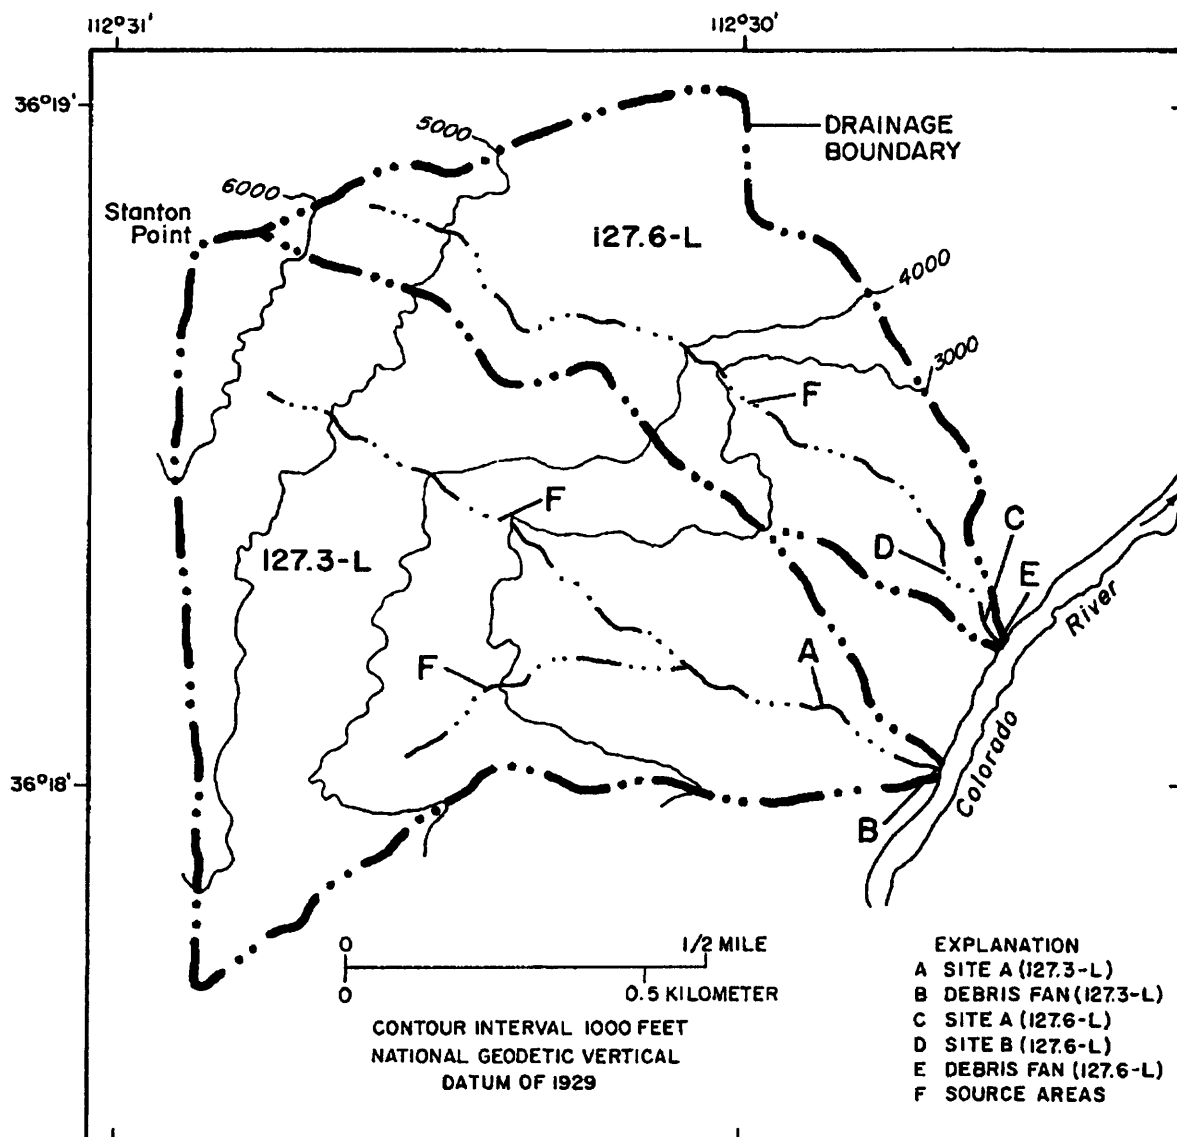 112°31'
112°30'
36°19'
5000
DRAINAGE
BOUNDARY
6000
Stanton
Point
127.6-L
4000
3000
F
F
C
127.3-L
D
E
River
A
F
Colorado
36°18'
B
0
1/2 MILE
0
0.5 KILOMETER
CONTOUR INTERVAL 1000 FEET
NATIONAL GEODETIC VERTICAL
DATUM OF 1929
EXPLANATION
A SITE A (127.3-L)
B DEBRIS FAN (127.3-L)
C SITE A (127.6-L)
D SITE B (127.6-L)
E DEBRIS FAN (127.6-L)
F SOURCE AREAS